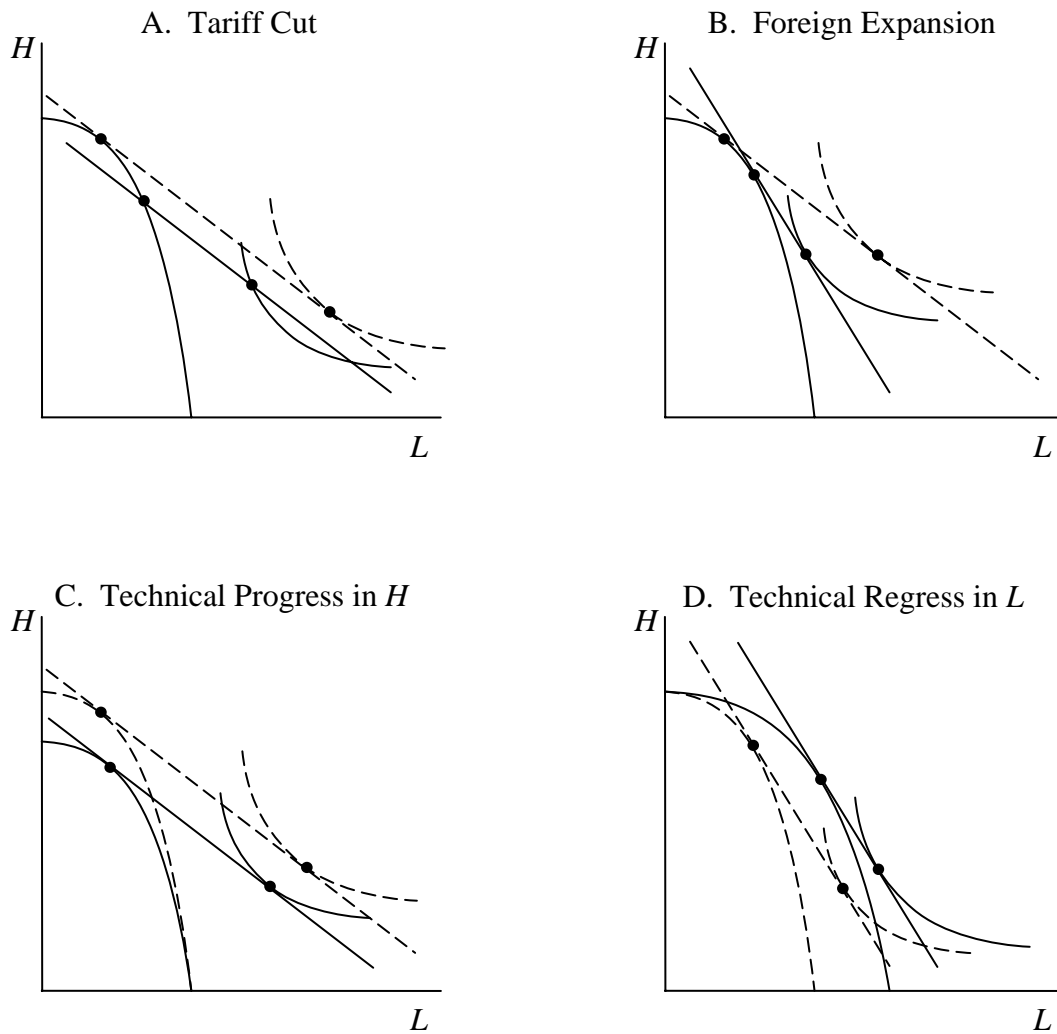 A. Tariff Cut
H
L
B. Foreign Expansion
H
L
C. Technical Progress in H
H
L
D. Technical Regress in L
H
L